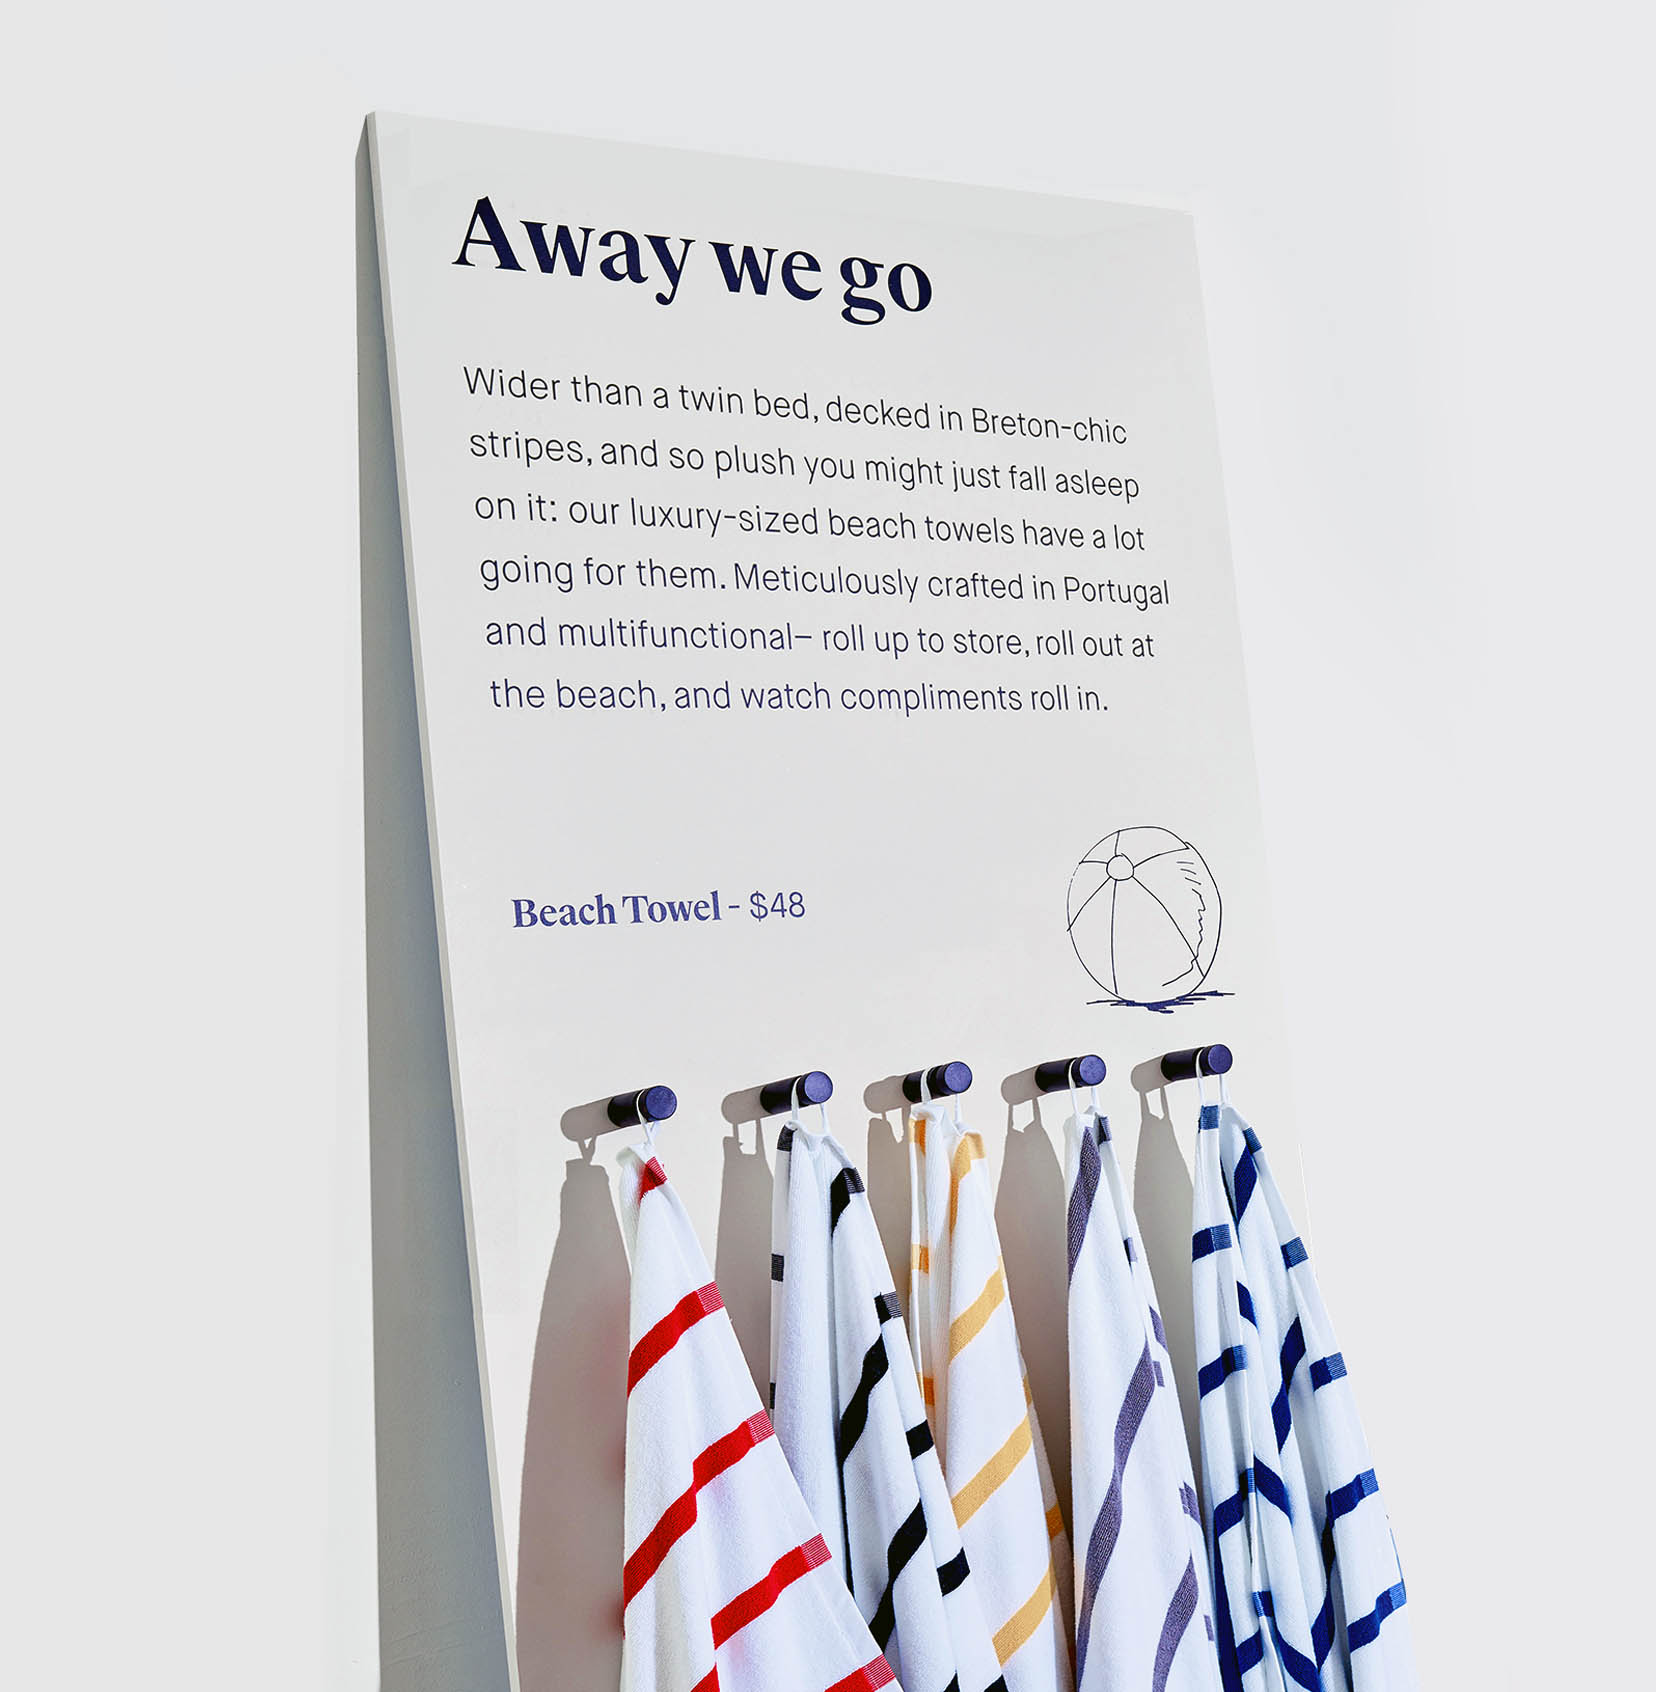 Away we go
Wider than a twin bed, decked in Breton-chic
stripes, and so plush you might just fall asleep
on it: our luxury-sized beach towels have a lot
going for them. Meticulously crafted in Portugal
and multifunctional– roll up to store, roll out at
the beach, and watch compliments roll in.
Beach Towel - $48